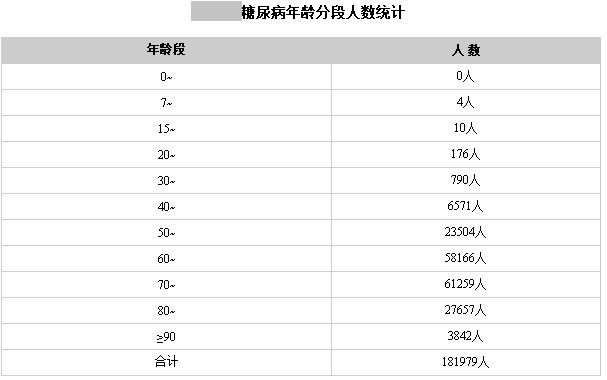 糖尿病年龄分段人数统计
年龄段 人 数
0~ 0人
7~ 4人
15~ 10人
20~ 176人
30~ 790人
40~ 6571人
50~ 23504人
60~ 58166人
70~ 61259人
80~ 27657人
≥90 3842人
合计 181979人